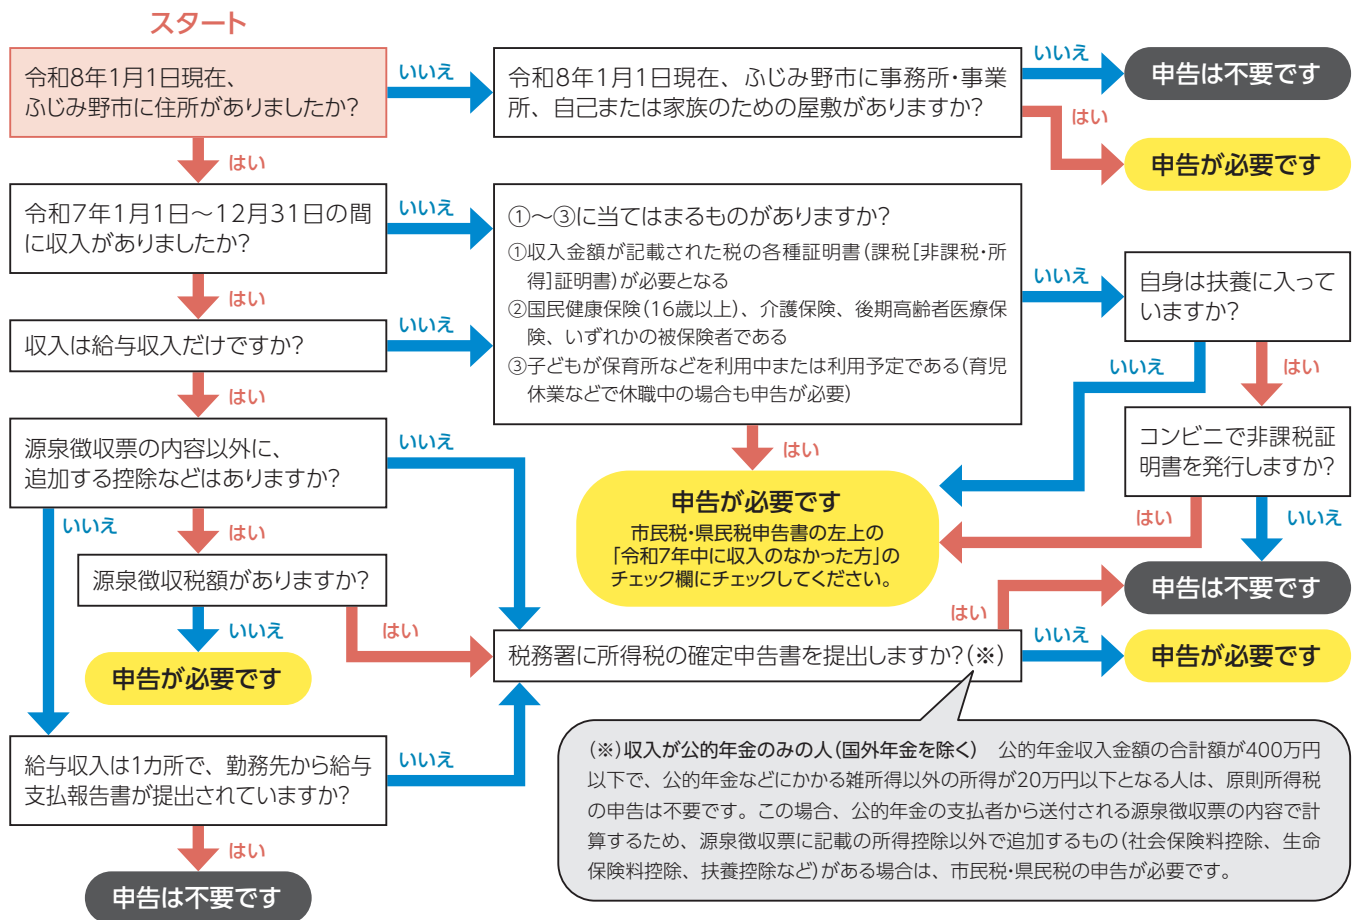 スタート
令和8年1月1日現在、
ふじみ野市に住所がありましたか?
いいえ
令和8年1月1日現在、ふじみ野市に事務所・事業
所、自己または家族のための屋敷がありますか?
いいえ
申告は不要です
はい
申告が必要です
はい
令和7年1月1日〜12月31日の間
に収入がありましたか?
いいえ
①〜③に当てはまるものがありますか?
①収入金額が記載された税の各種証明書(課税[非課税・所
得]証明書)が必要となる
②国民健康保険(16歳以上)、介護保険、後期高齢者医療保
険、いずれかの被保険者である
③子どもが保育所などを利用中または利用予定である(育児
休業などで休職中の場合も申告が必要)
いいえ
自身は扶養に入って
いますか?
はい
収入は給与収入だけですか?
いいえ
いいえ
はい
はい
源泉徴収票の内容以外に、
追加する控除などはありますか?
いいえ
はい
コンビニで非課税証
明書を発行しますか?
申告が必要です
市民税・県民税申告書の左上の
「令和7年中に収入のなかった方」の
チェック欄にチェックしてください。
はい
いいえ
申告は不要です
いいえ
はい
源泉徴収税額がありますか?
いいえ
はい
申告が必要です
税務署に所得税の確定申告書を提出しますか?(※)
はい
いいえ
申告が必要です
給与収入は1カ所で、勤務先から給与
支払報告書が提出されていますか?
いいえ
はい
申告は不要です
(※)収入が公的年金のみの人(国外年金を除く) 公的年金収入金額の合計額が400万円
以下で、公的年金などにかかる雑所得以外の所得が20万円以下となる人は、原則所得税
の申告は不要です。この場合、公的年金の支払者から送付される源泉徴収票の内容で計
算するため、源泉徴収票に記載の所得控除以外で追加するもの(社会保険料控除、生命
保険料控除、扶養控除など)がある場合は、市民税・県民税の申告が必要です。